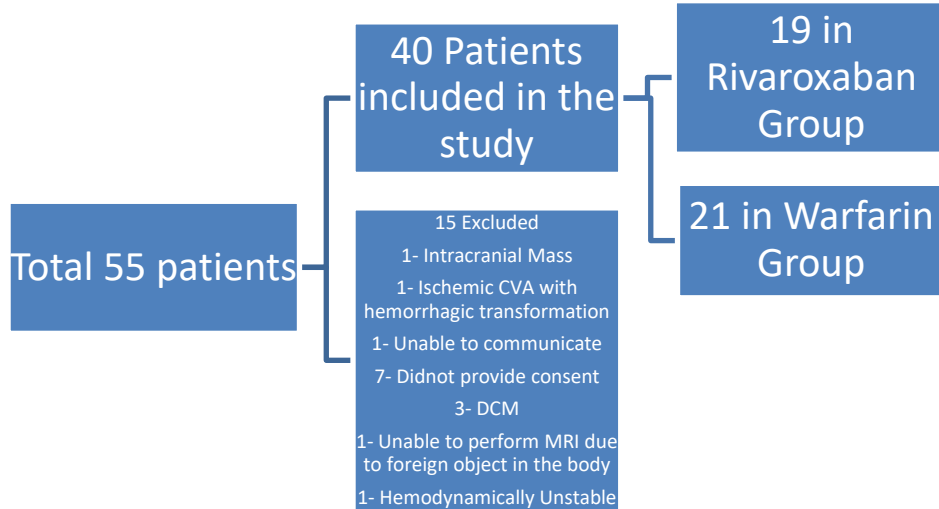 Total 55 patients
40 Patients
included in the
study
15 Excluded
1- Intracranial Mass
1- Ischemic CVA with
hemorrhagic transformation
1- Unable to communicate
7- Didnot provide consent
3- DCM
1- Unable to perform MRI due
to foreign object in the body
1- Hemodynamically Unstable
19 in
Rivaroxaban
Group
21 in Warfarin
Group